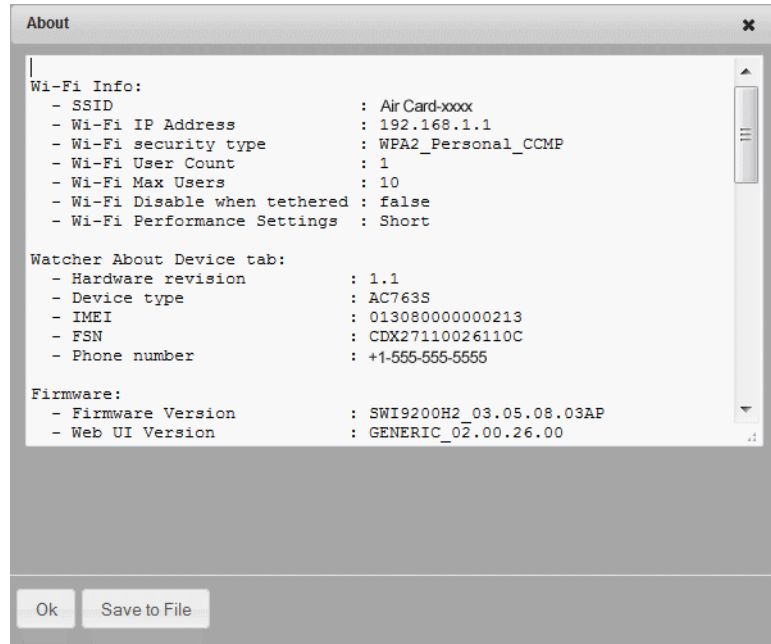 About
Wi-Fi Info:
- SSID : Air Card-xxxx
- Wi-Fi IP Address : 192.168.1.1
- Wi-Fi security type : WPA2_Personal_CCMP
- Wi-Fi User Count : 1
- Wi-Fi Max Users : 10
- Wi-Fi Disable when tethered : false
- Wi-Fi Performance Settings : Short
Watcher About Device tab:
- Hardware revision : 1.1
- Device type : AC763S
- IMEI : 013080000000213
- FSN : CDX27110026110C
- Phone number : +1-555-555-5555
Firmware:
- Firmware Version : SWI9200H2_03.05.08.03AP
- Web UI Version : GENERIC_02.00.26.00
Ok Save to File